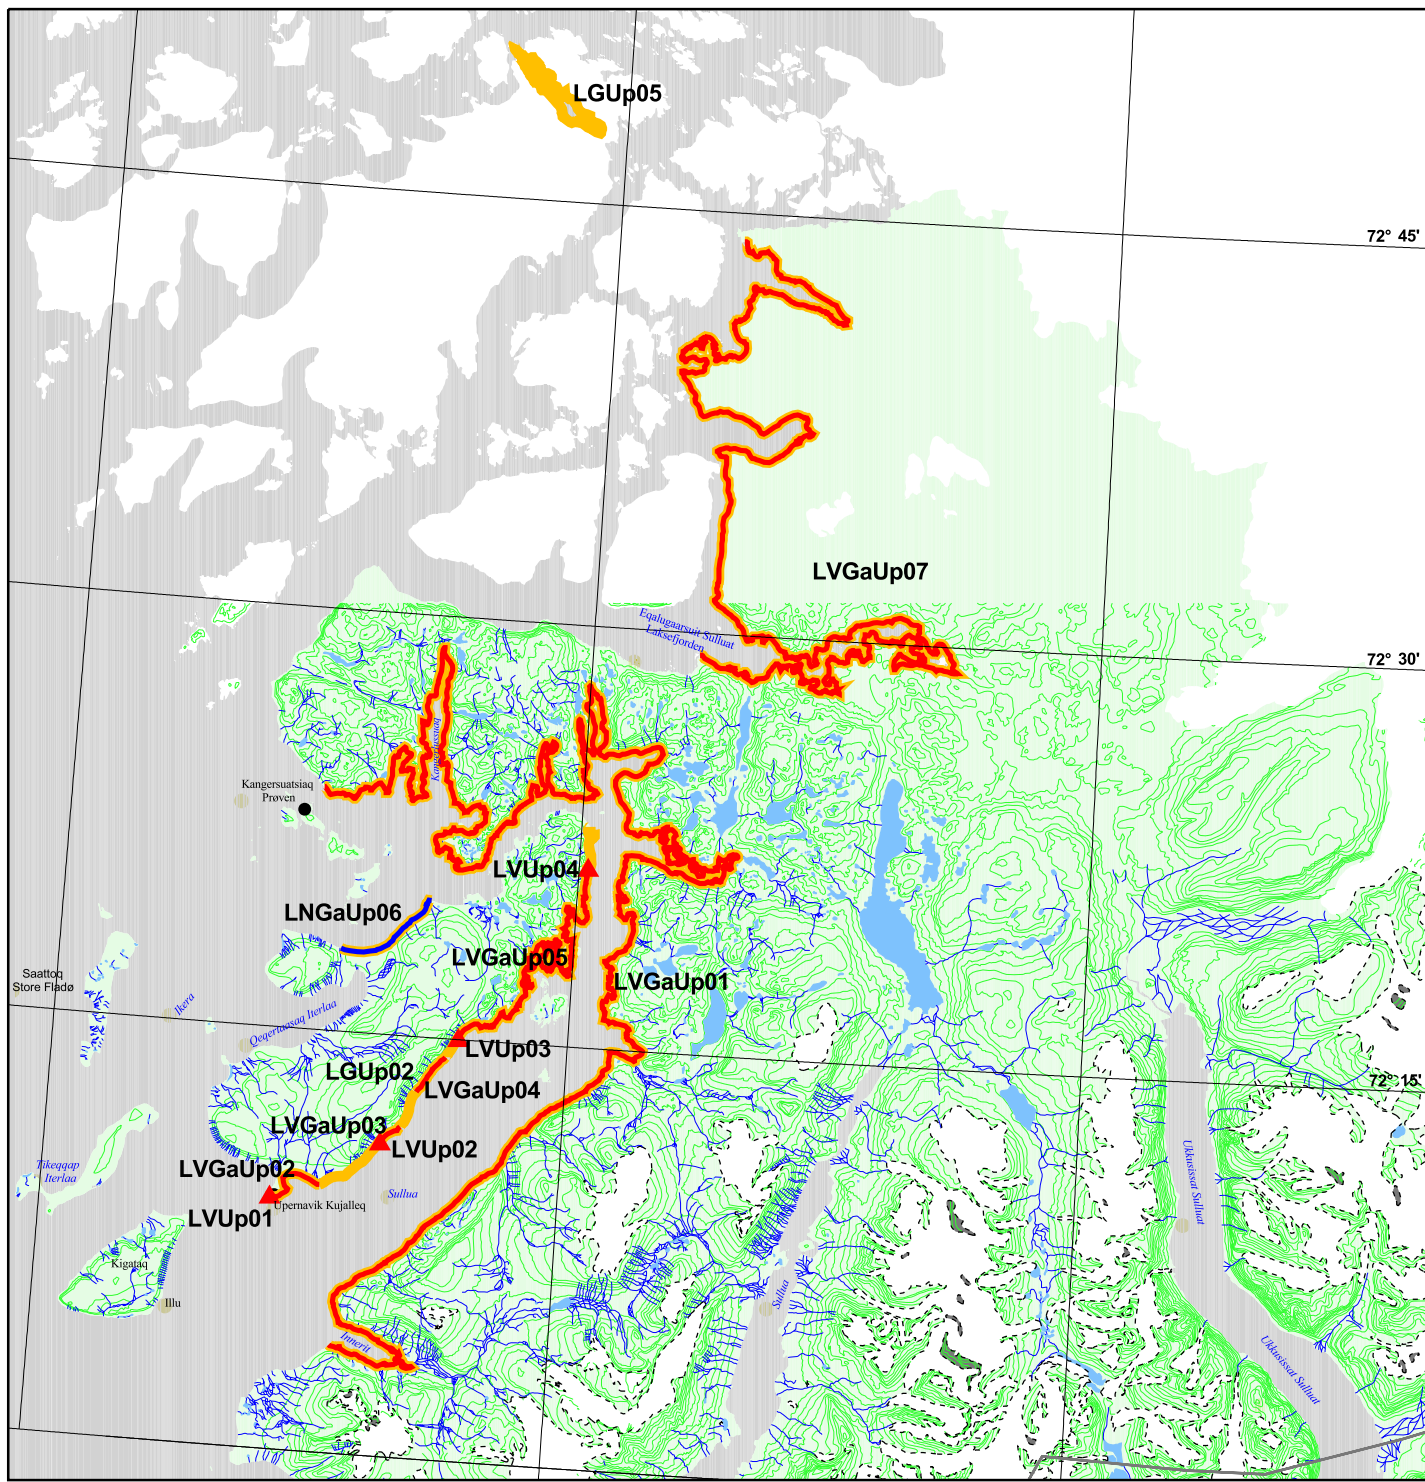 LGUp05
72° 45'
LVGaUp07
Eqalugaarsuit Sulluat
Laksefjorden
72° 30'
Kangersuatsiaq
Prøven
Kangerlussuaq
LVUp04
LNGaUp06
LVGaUp05
LVGaUp01
Saattoq
Store Fladø
Ikera
Qeqertaasaq Iterlaa
LVUp03
LGUp02
LVGaUp04
72° 15'
LVGaUp03
LVUp02
LVGaUp02
Tikeqqap
Iterlaa
Sullua
Upernavik Kujalleq
LVUp01
Ukkusissat Sulluat
Kigataq
Illu
Sullua
Innerit
Ukkusissat Sulluat